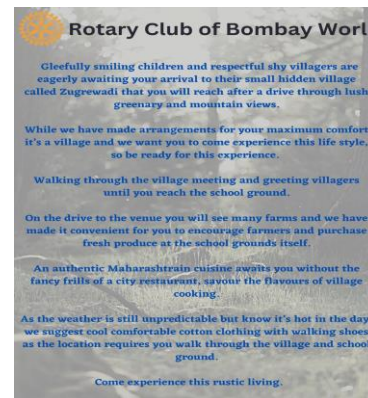 Rotary Club of Bombay Worl
Gleefully smiling children and respectful shy villagers are
eagerly awaiting your arrival to their small hidden village
called Zugrewadi that you will reach after a drive through lush
greenary and mountain views.
While we have made arrangements for your maximum comfort
it's a village and we want you to come experience this life style,
so be ready for this experience.
Walking through the village meeting and greeting villagers
until you reach the school ground.
On the drive to the venue you will see many farms and we have
made it convenient for you to encourage farmers and purchase
fresh produce at the school grounds itself.
An authentic Maharashtrain cuisine awaits you without the
fancy frills of a city restaurant, savour the flavours of village
cooking.
As the weather is still unpredictable but know it's hot in the day
we suggest cool comfortable cotton clothing with walking shoes
as the location requires you walk through the village and school
ground.
Come experience this rustic living.